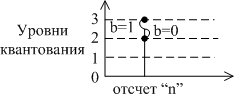 Уровни
квантования
3
2
1
0
b=1
b=0
отсчет “n”